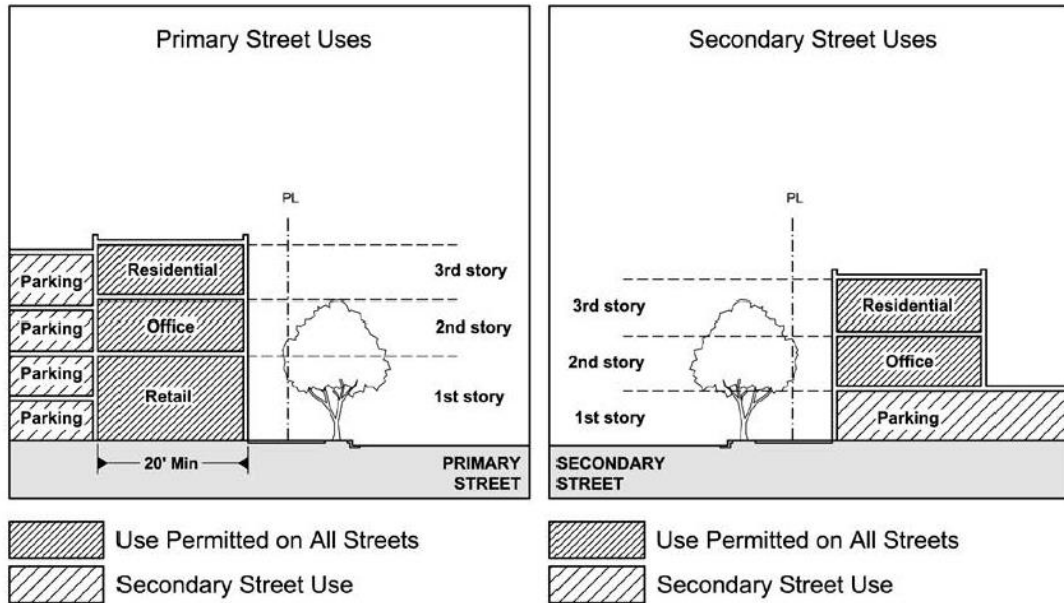 Primary Street Uses
PL
Residential
Office
Retail
Parking
Parking
Parking
Parking
3rd story
2nd story
1st story
20' Min
PRIMARY
STREET
Use Permitted on All Streets
Secondary Street Use
Secondary Street Uses
PL
3rd story
2nd story
1st story
Residential
Office
Parking
SECONDARY
STREET
Use Permitted on All Streets
Secondary Street Use